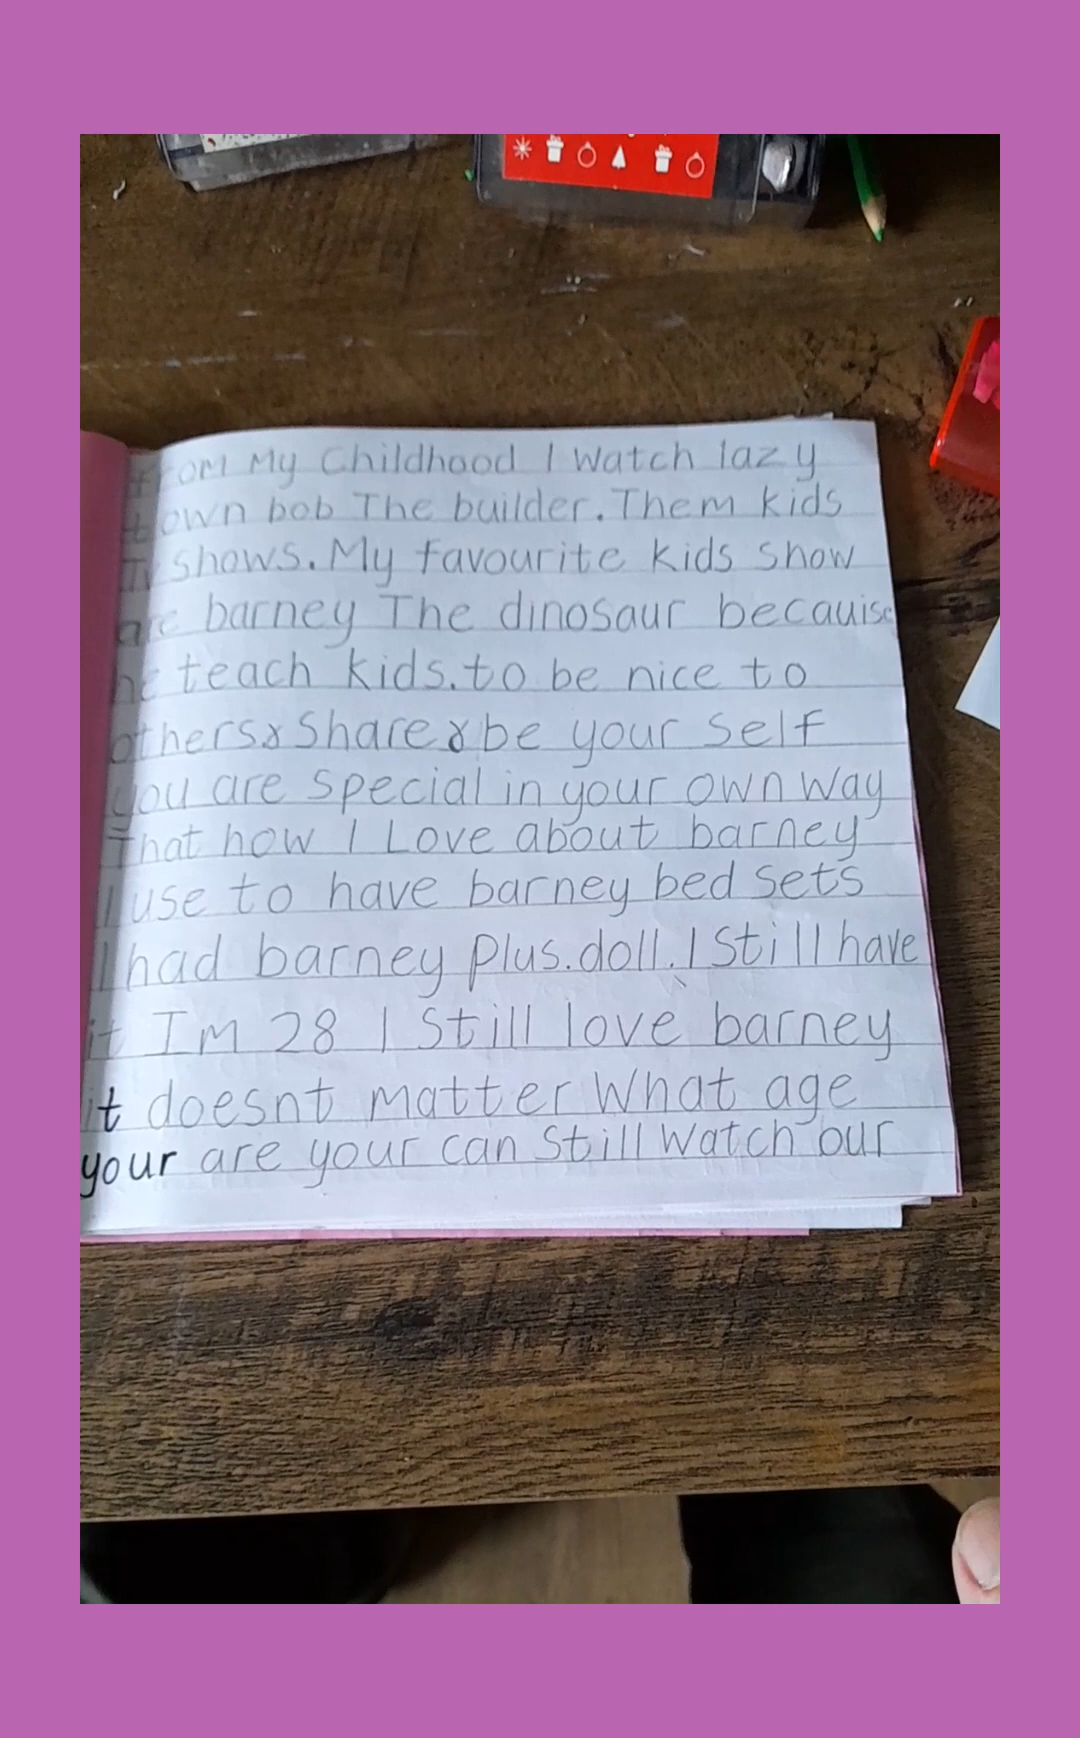 from My Childhood I watch lazy
town bob The builder. Them kids
Tv shows. My favourite kids show
are barney The dinosaur becauise
he teach kids. to be nice to
others & Share & be your self
you are special in your own way
That how I Love about barney
I use to have barney bed sets
I had barney plus. doll. I still have
it Im 28 I still love barney
it doesnt matter what age
your are your can still watch our